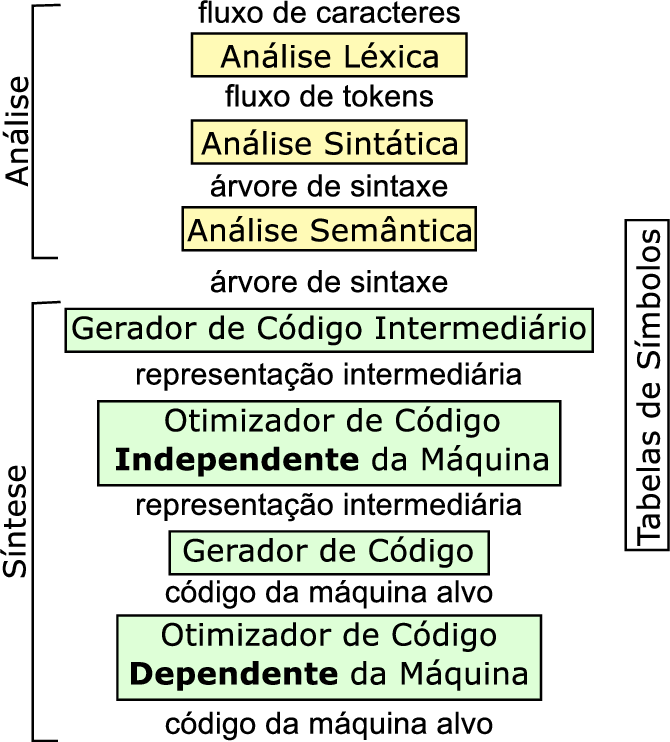 fluxo de caracteres
Análise Léxica
fluxo de tokens
Análise Sintática
árvore de sintaxe
Análise Semântica
árvore de sintaxe
Gerador de Código Intermediário
representação intermediária
Otimizador de Código
Independente da Máquina
representação intermediária
Gerador de Código
código da máquina alvo
Otimizador de Código
Dependente da Máquina
código da máquina alvo
Análise
Síntese
Tabelas de Símbolos